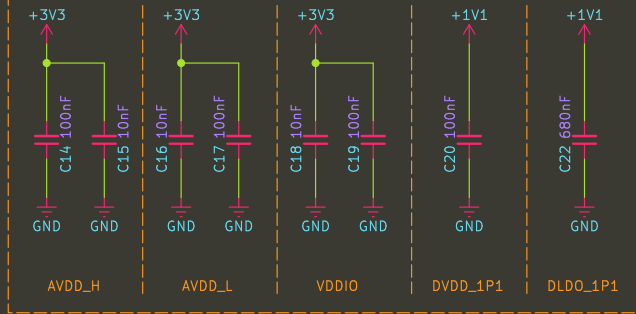 +3V3 +3V3 +3V3 +1V1 +1V1
C14 100nF C15 10nF C16 10nF C17 100nF C18 10nF C19 100nF C20 100nF C22 680nF
GND GND GND GND GND GND GND GND
AVDD_H AVDD_L VDDIO DVDD_1P1 DLDO_1P1